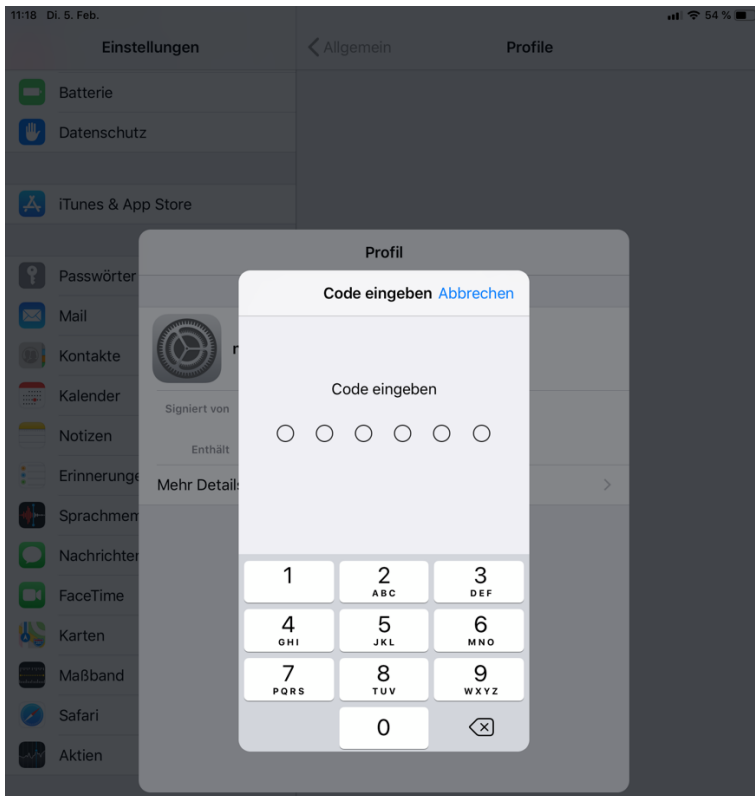 11:18 Di. 5. Feb. 54 %
Einstellungen
Allgemein
Profile
Batterie
Datenschutz
iTunes & App Store
Passwörter
Mail
Kontakte
Kalender
Notizen
Erinnerunge
Sprachmem
Nachrichten
FaceTime
Karten
Maßband
Safari
Aktien
Profil
Signiert von
Enthält
Mehr Details
Code eingeben Abbrechen
Code eingeben
1
2
ABC
3
DEF
4
GHI
5
JKL
6
MNO
7
PQRS
8
TUV
9
WXYZ
0